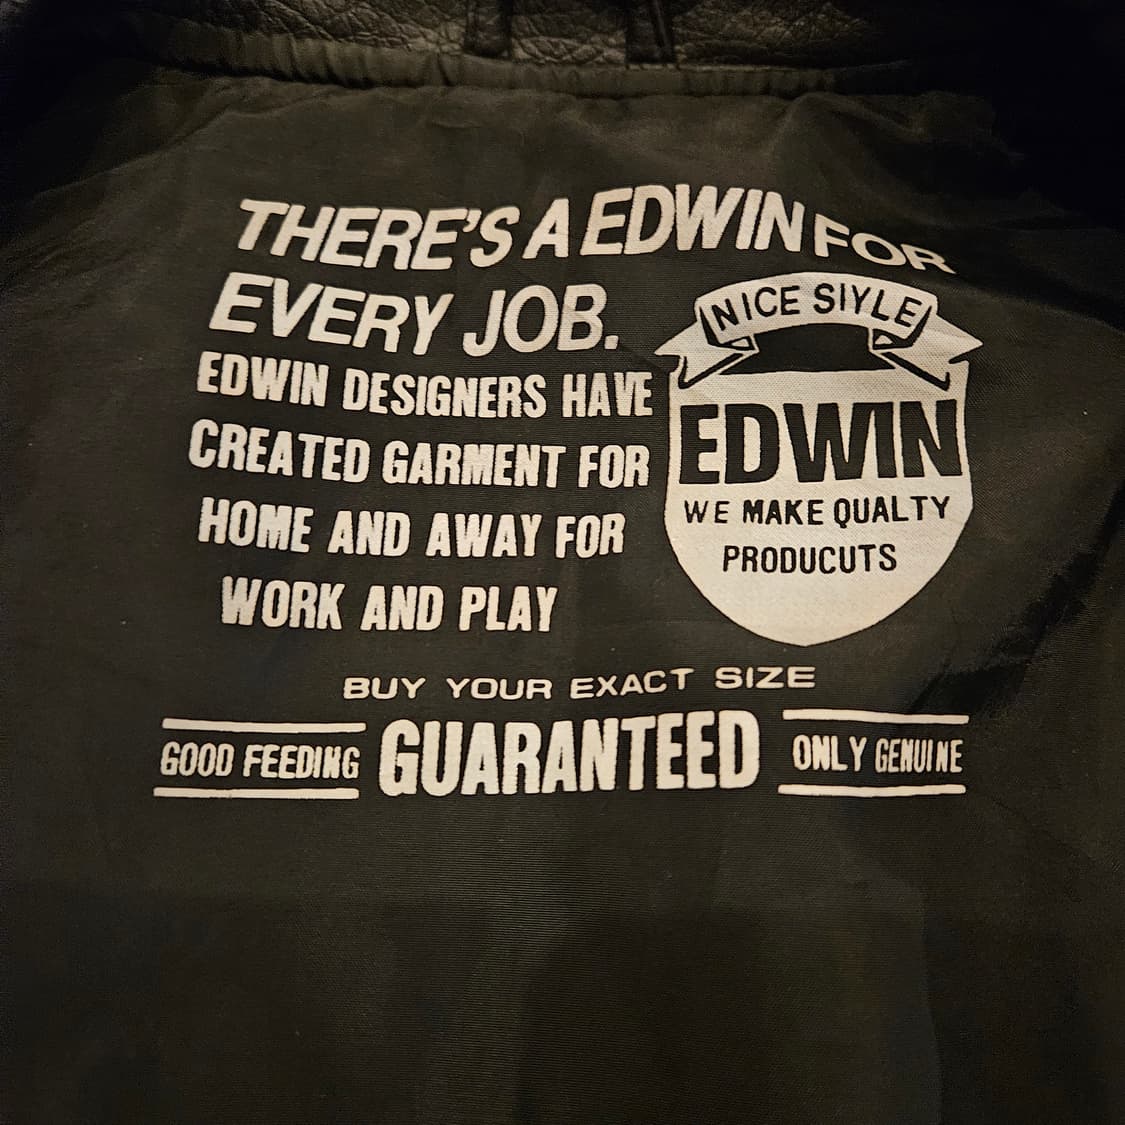 THERE'S A EDWIN FOR
EVERY JOB.
EDWIN DESIGNERS HAVE
CREATED GARMENT FOR
HOME AND AWAY FOR
WORK AND PLAY
NICE SIYLE
EDWIN
WE MAKE QUALTY
PRODUCUTS
BUY YOUR EXACT SIZE
GOOD FEEDING GUARANTEED ONLY GENUINE